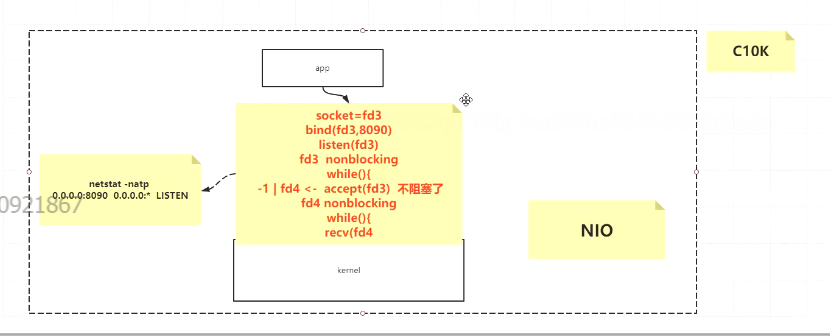 C10K
app
socket=fd3
bind(fd3,8090)
listen(fd3)
fd3 nonblocking
while(){
-1 | fd4 <- accept(fd3) 不阻塞了
fd4 nonblocking
while(){
recv(fd4
netstat -natp
0.0.0.0:8090 0.0.0.0:* LISTEN
0921867
NIO
kernel